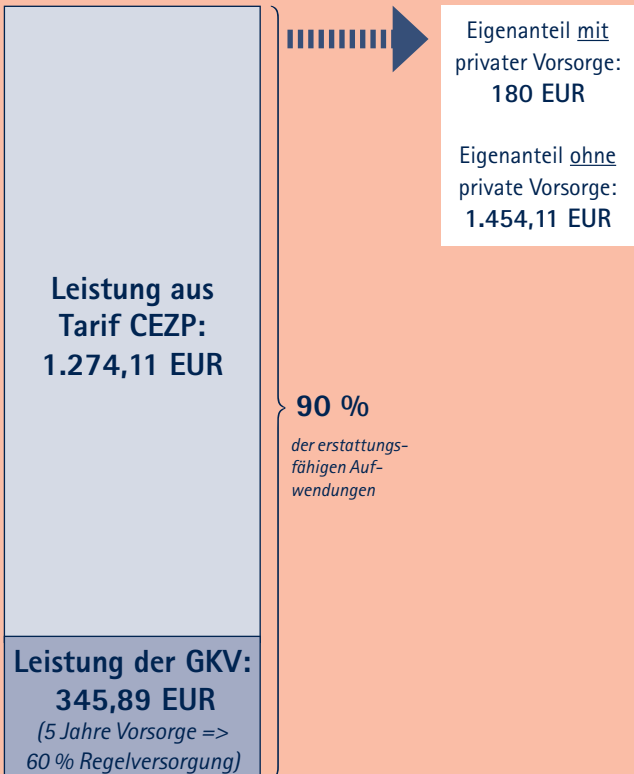 Eigenanteil mit
privater Vorsorge:
180 EUR
Eigenanteil ohne
private Vorsorge:
1.454,11 EUR
Leistung aus
Tarif CEZP:
1.274,11 EUR
90 %
der erstattungs-
fähigen Auf-
wendungen
Leistung der GKV:
345,89 EUR
(5 Jahre Vorsorge =>
60 % Regelversorgung)